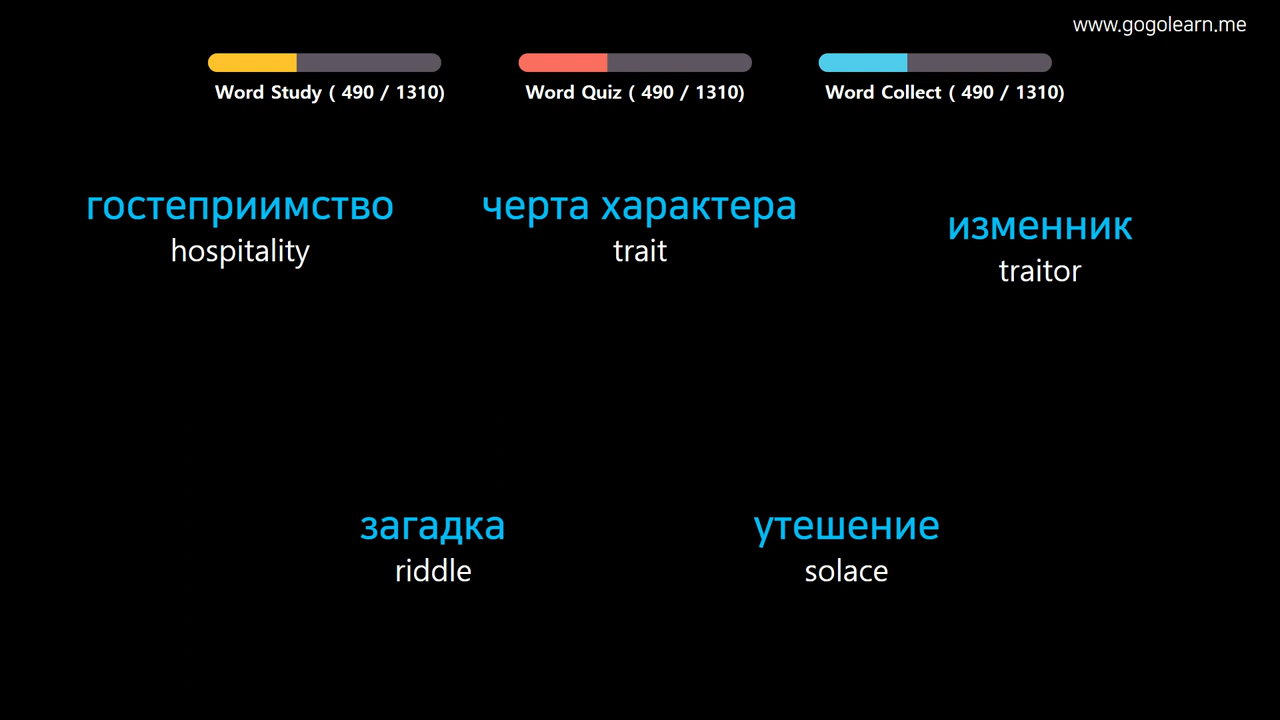 www.gogolearn.me
Word Study ( 490 / 1310)
Word Quiz ( 490 / 1310)
Word Collect ( 490 / 1310)
гостеприимство
hospitality
черта характера
trait
изменник
traitor
загадка
riddle
утешение
solace